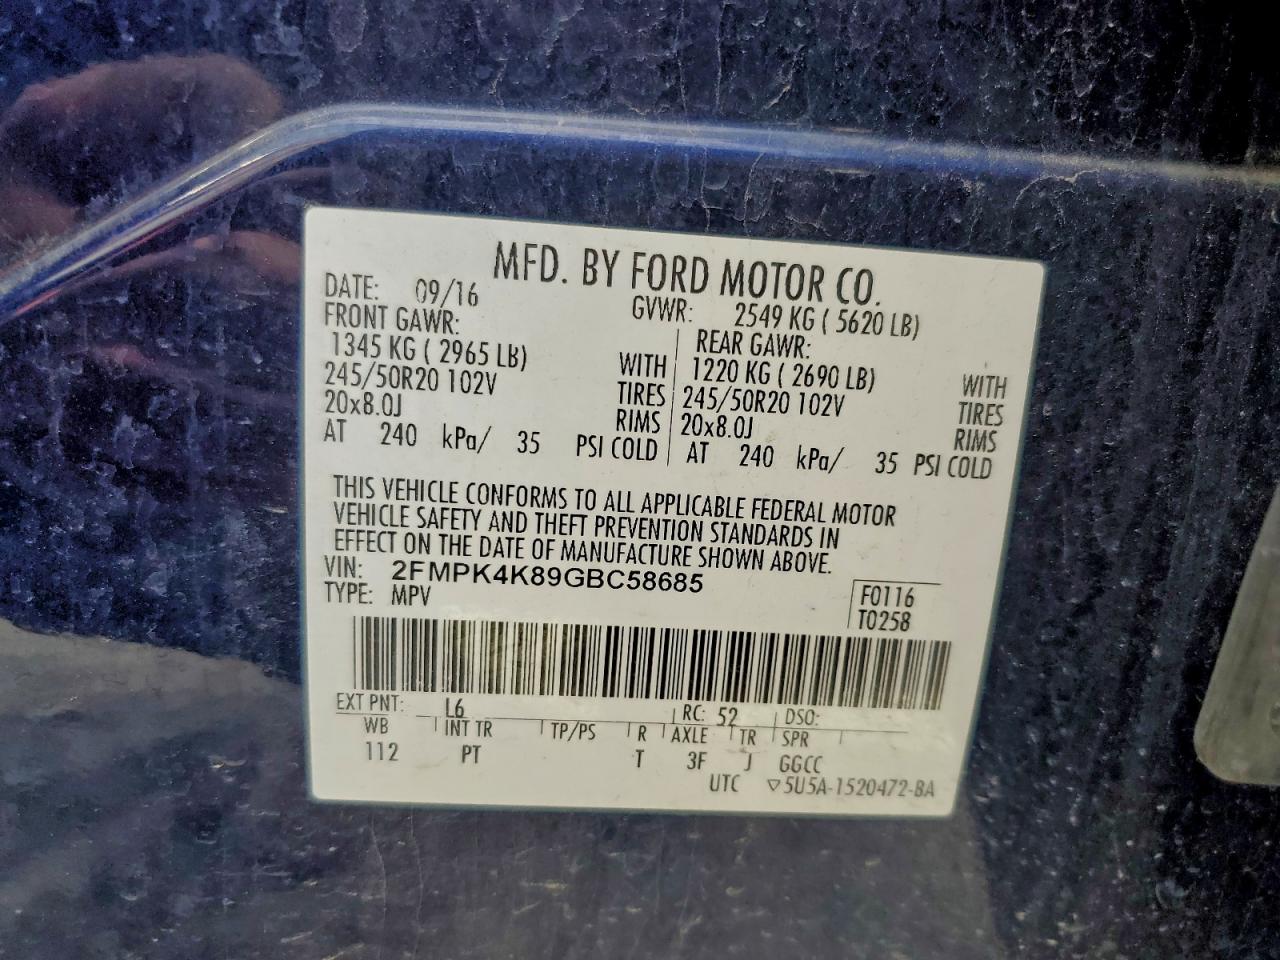 MFD. BY FORD MOTOR CO.
DATE: 09/16 GVWR: 2549 KG ( 5620 LB)
FRONT GAWR: REAR GAWR:
1345 KG ( 2965 LB) WITH 1220 KG ( 2690 LB) WITH
245/50R20 102V TIRES 245/50R20 102V TIRES
20x8.0J RIMS 20x8.0J RIMS
AT 240 kPa/ 35 PSI COLD AT 240 kPa/ 35 PSI COLD
THIS VEHICLE CONFORMS TO ALL APPLICABLE FEDERAL MOTOR
VEHICLE SAFETY AND THEFT PREVENTION STANDARDS IN
EFFECT ON THE DATE OF MANUFACTURE SHOWN ABOVE.
VIN: 2FMPK4K89GBC58685 F0116
TYPE: MPV T0258
EXT PNT: L6 RC: 52 DSO:
WB INT TR TP/PS R AXLE TR SPR
112 PT T 3F J GGCC
UTC ▽5U5A-1520472-BA